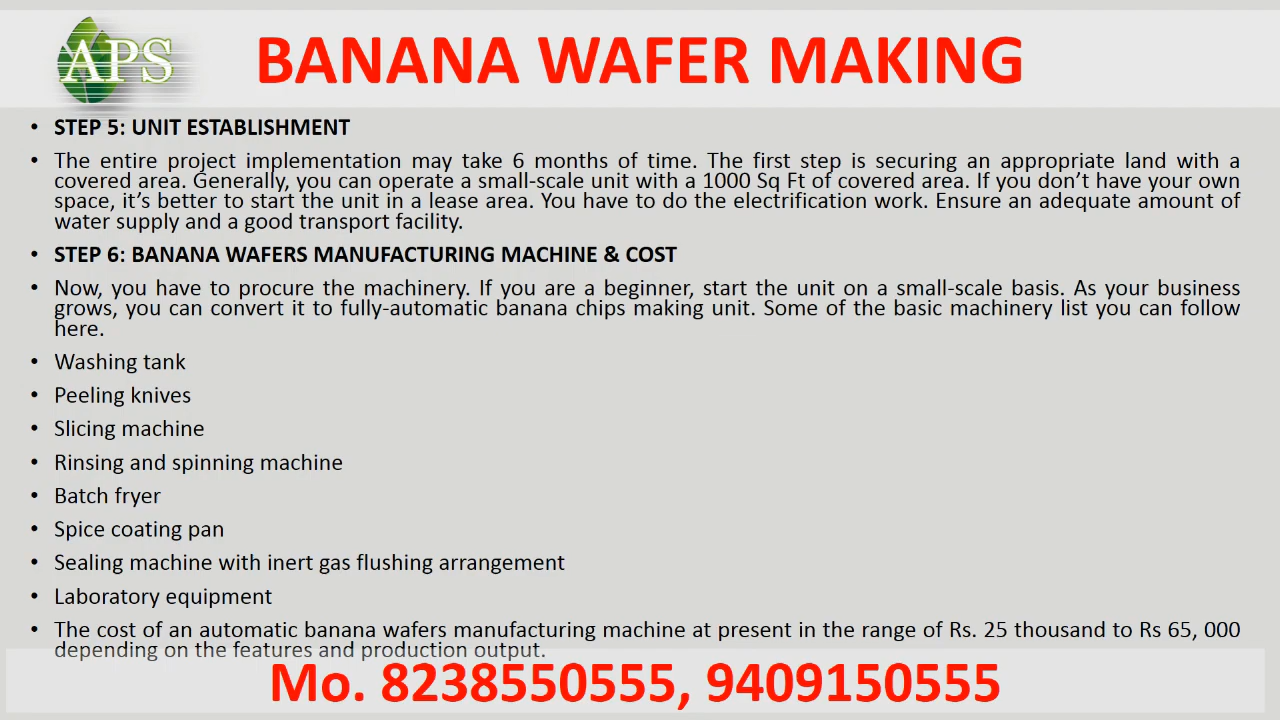 APS
BANANA WAFER MAKING
• STEP 5: UNIT ESTABLISHMENT
• The entire project implementation may take 6 months of time. The first step is securing an appropriate land with a
covered area. Generally, you can operate a small-scale unit with a 1000 Sq Ft of covered area. If you don’t have your own
space, it’s better to start the unit in a lease area. You have to do the electrification work. Ensure an adequate amount of
water supply and a good transport facility.
• STEP 6: BANANA WAFERS MANUFACTURING MACHINE & COST
• Now, you have to procure the machinery. If you are a beginner, start the unit on a small-scale basis. As your business
grows, you can convert it to fully-automatic banana chips making unit. Some of the basic machinery list you can follow
here.
• Washing tank
• Peeling knives
• Slicing machine
• Rinsing and spinning machine
• Batch fryer
• Spice coating pan
• Sealing machine with inert gas flushing arrangement
• Laboratory equipment
• The cost of an automatic banana wafers manufacturing machine at present in the range of Rs. 25 thousand to Rs 65, 000
depending on the features and production output.
Mo. 8238550555, 9409150555